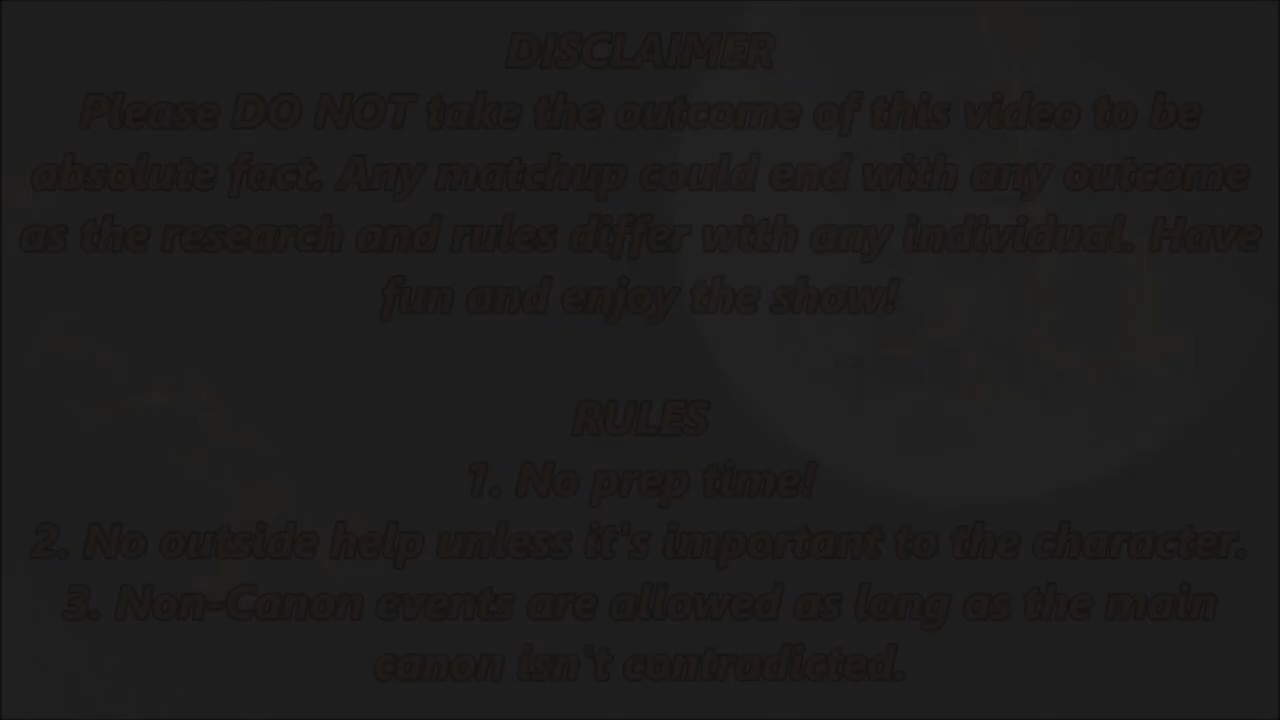 DISCLAIMER
Please DO NOT take the outcome of this video to be
absolute fact. Any matchup could end with any outcome
as the research and rules differ with any individual. Have
fun and enjoy the show!
RULES
1. No prep time!
2. No outside help unless it's important to the character.
3. Non-Canon events are allowed as long as the main
canon isn't contradicted.